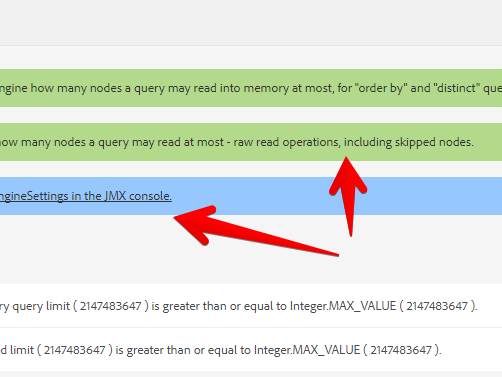 ngine how many nodes a query may read into memory at most, for "order by" and "distinct" que
how many nodes a query may read at most - raw read operations, including skipped nodes.
ngineSettings in the JMX console.
ry query limit ( 2147483647 ) is greater than or equal to Integer.MAX_VALUE ( 2147483647 ).
d limit ( 2147483647 ) is greater than or equal to Integer.MAX_VALUE ( 2147483647 ).